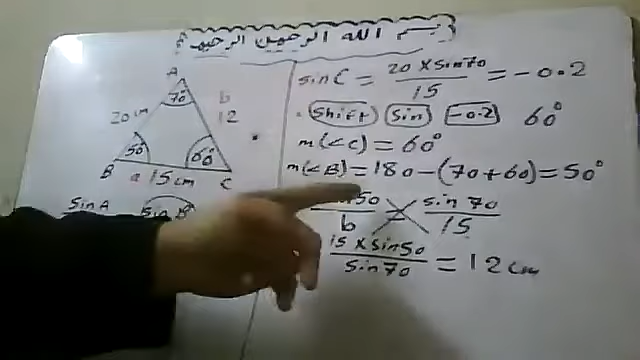 بسم الله الرحمن الرحيم
A
70°
20 cm
b
12
50°
60°
B
a 15 cm
C
sin A
sin B
sin C = 20 × sin 70 / 15 = -0.2
Shift sin -0.2 60°
m(<C) = 60°
m(<B) = 180 - (70 + 60) = 50°
50 / b = sin 70 / 15
15 × sin 50 / sin 70 = 12 cm